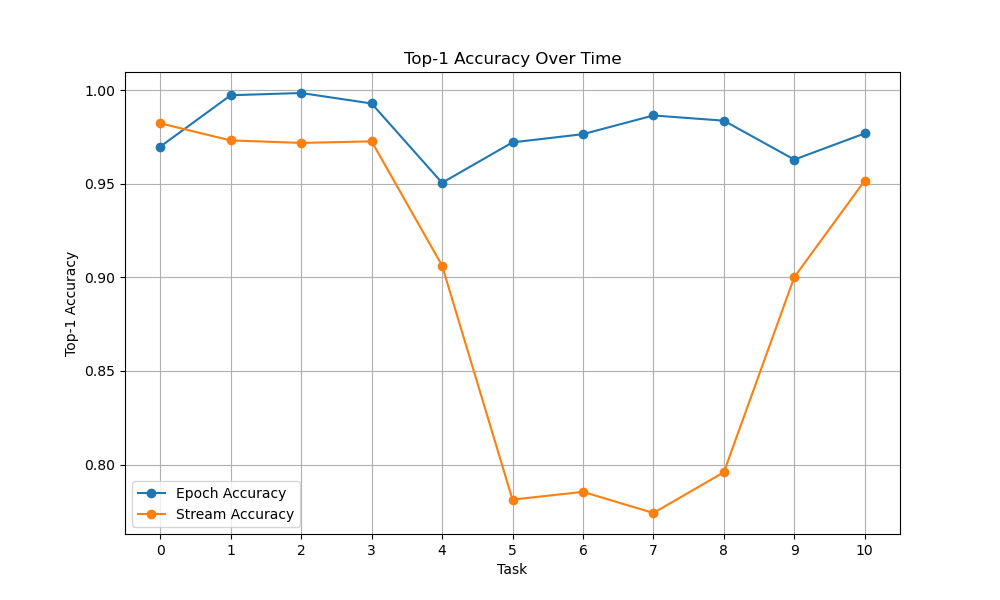 Top-1 Accuracy Over Time
1.00
0.95
0.90
0.85
0.80
Top-1 Accuracy
Epoch Accuracy
Stream Accuracy
0 1 2 3 4 5 6 7 8 9 10
Task